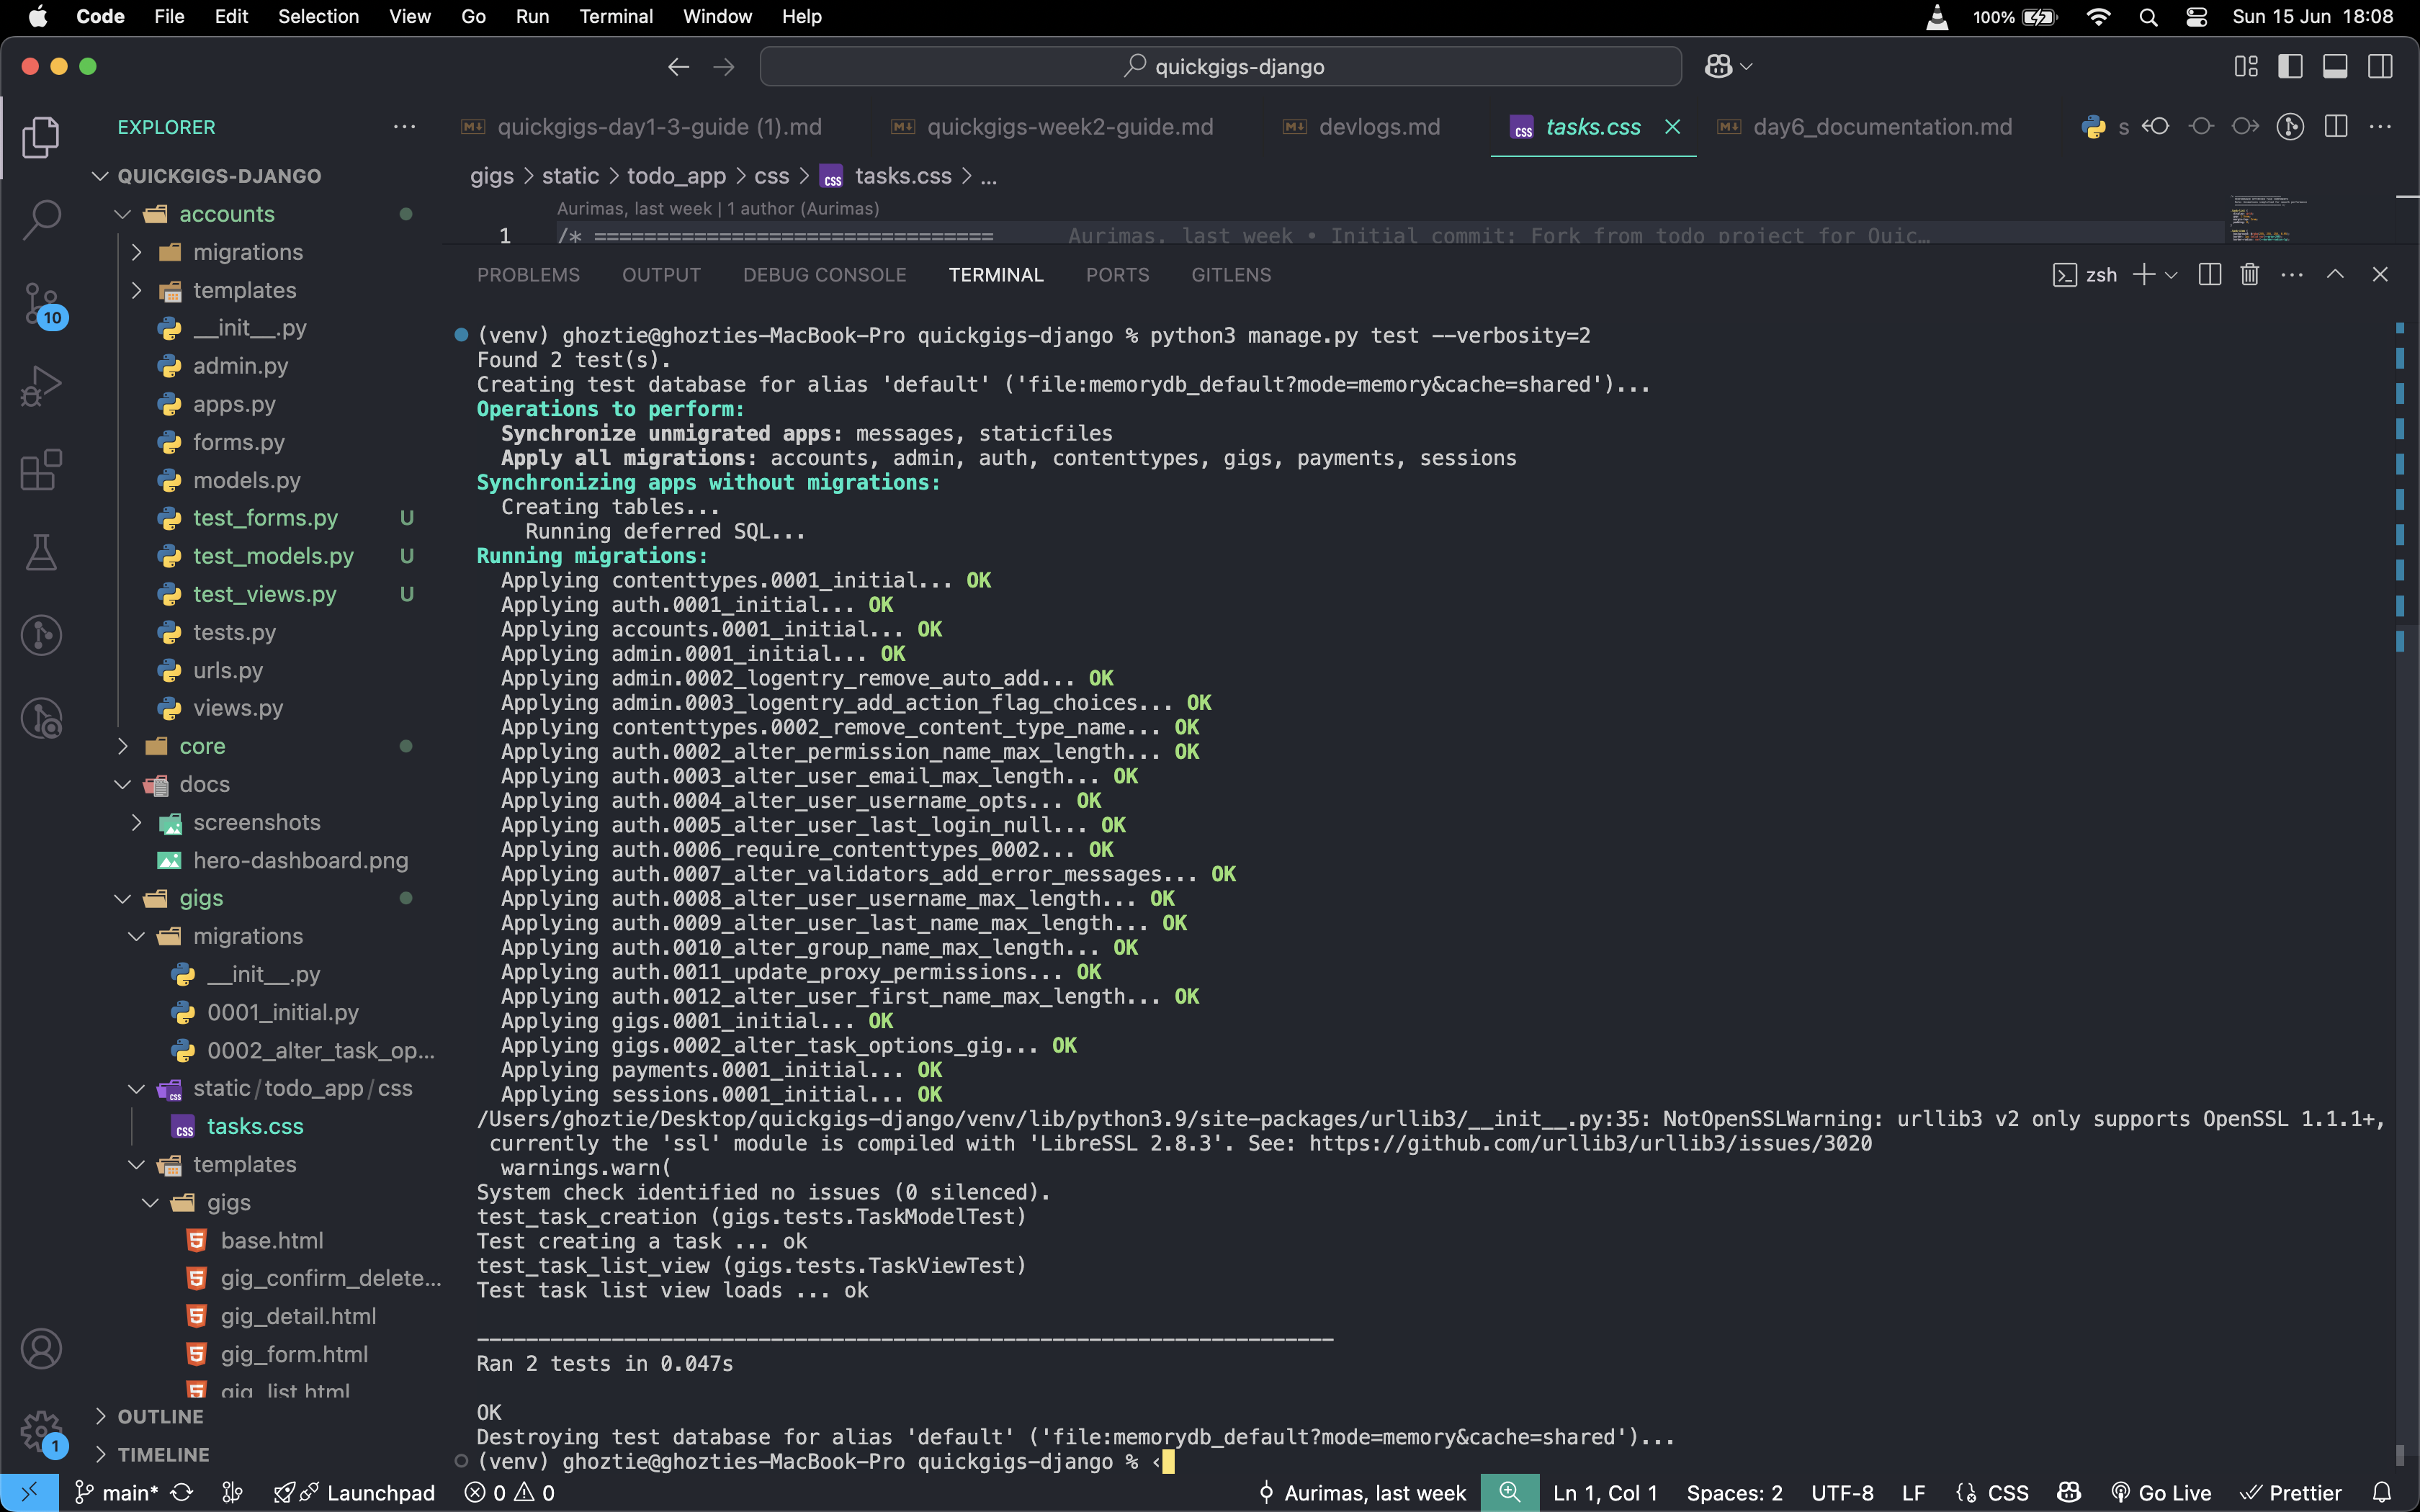 Code File Edit Selection View Go Run Terminal Window Help 100% Sun 15 Jun 18:08
quickgigs-django
EXPLORER
quickgigs-day1-3-guide (1).md quickgigs-week2-guide.md devlogs.md tasks.css day6_documentation.md s
QUICKGIGS-DJANGO
gigs > static > todo_app > css > tasks.css > ...
accounts
migrations
templates
__init__.py
admin.py
apps.py
forms.py
models.py
test_forms.py U
test_models.py U
test_views.py U
tests.py
urls.py
views.py
core
docs
screenshots
hero-dashboard.png
gigs
migrations
__init__.py
0001_initial.py
0002_alter_task_op...
static/todo_app/css
tasks.css
templates
gigs
base.html
gig_confirm_delete...
gig_detail.html
gig_form.html
gig_list.html
OUTLINE
TIMELINE
10
1
Aurimas, last week | 1 author (Aurimas)
1 /* ================================= Aurimas, last week • Initial commit: Fork from todo project for Quic…
PROBLEMS OUTPUT DEBUG CONSOLE TERMINAL PORTS GITLENS zsh
(venv) ghoztie@ghozties-MacBook-Pro quickgigs-django % python3 manage.py test --verbosity=2
Found 2 test(s).
Creating test database for alias 'default' ('file:memorydb_default?mode=memory&cache=shared')...
Operations to perform:
Synchronize unmigrated apps: messages, staticfiles
Apply all migrations: accounts, admin, auth, contenttypes, gigs, payments, sessions
Synchronizing apps without migrations:
Creating tables...
Running deferred SQL...
Running migrations:
Applying contenttypes.0001_initial... OK
Applying auth.0001_initial... OK
Applying accounts.0001_initial... OK
Applying admin.0001_initial... OK
Applying admin.0002_logentry_remove_auto_add... OK
Applying admin.0003_logentry_add_action_flag_choices... OK
Applying contenttypes.0002_remove_content_type_name... OK
Applying auth.0002_alter_permission_name_max_length... OK
Applying auth.0003_alter_user_email_max_length... OK
Applying auth.0004_alter_user_username_opts... OK
Applying auth.0005_alter_user_last_login_null... OK
Applying auth.0006_require_contenttypes_0002... OK
Applying auth.0007_alter_validators_add_error_messages... OK
Applying auth.0008_alter_user_username_max_length... OK
Applying auth.0009_alter_user_last_name_max_length... OK
Applying auth.0010_alter_group_name_max_length... OK
Applying auth.0011_update_proxy_permissions... OK
Applying auth.0012_alter_user_first_name_max_length... OK
Applying gigs.0001_initial... OK
Applying gigs.0002_alter_task_options_gig... OK
Applying payments.0001_initial... OK
Applying sessions.0001_initial... OK
/Users/ghoztie/Desktop/quickgigs-django/venv/lib/python3.9/site-packages/urllib3/__init__.py:35: NotOpenSSLWarning: urllib3 v2 only supports OpenSSL 1.1.1+,
currently the 'ssl' module is compiled with 'LibreSSL 2.8.3'. See: https://github.com/urllib3/urllib3/issues/3020
warnings.warn(
System check identified no issues (0 silenced).
test_task_creation (gigs.tests.TaskModelTest)
Test creating a task ... ok
test_task_list_view (gigs.tests.TaskViewTest)
Test task list view loads ... ok
----------------------------------------------------------------------
Ran 2 tests in 0.047s
OK
Destroying test database for alias 'default' ('file:memorydb_default?mode=memory&cache=shared')...
(venv) ghoztie@ghozties-MacBook-Pro quickgigs-django % ‹
main* Launchpad 0 0 Aurimas, last week Ln 1, Col 1 Spaces: 2 UTF-8 LF CSS Go Live Prettier